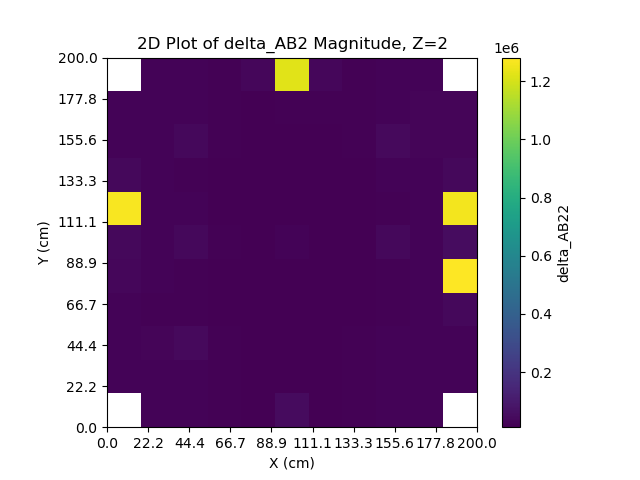 2D Plot of delta_AB2 Magnitude, Z=2
1e6
200.0
177.8
155.6
133.3
111.1
88.9
66.7
44.4
22.2
0.0
Y (cm)
0.0 22.2 44.4 66.7 88.9 111.1 133.3 155.6 177.8 200.0
X (cm)
1.2
1.0
0.8
0.6
0.4
0.2
delta_AB22